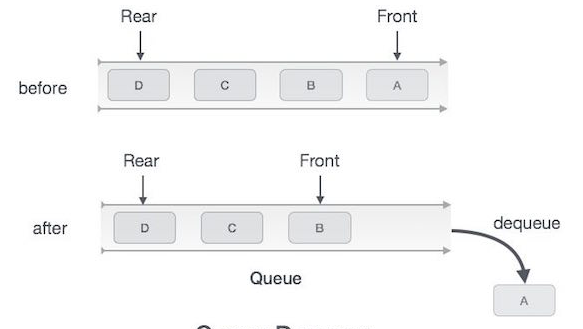 Rear Front
before D C B A
Rear Front
after D C B
dequeue
Queue
A